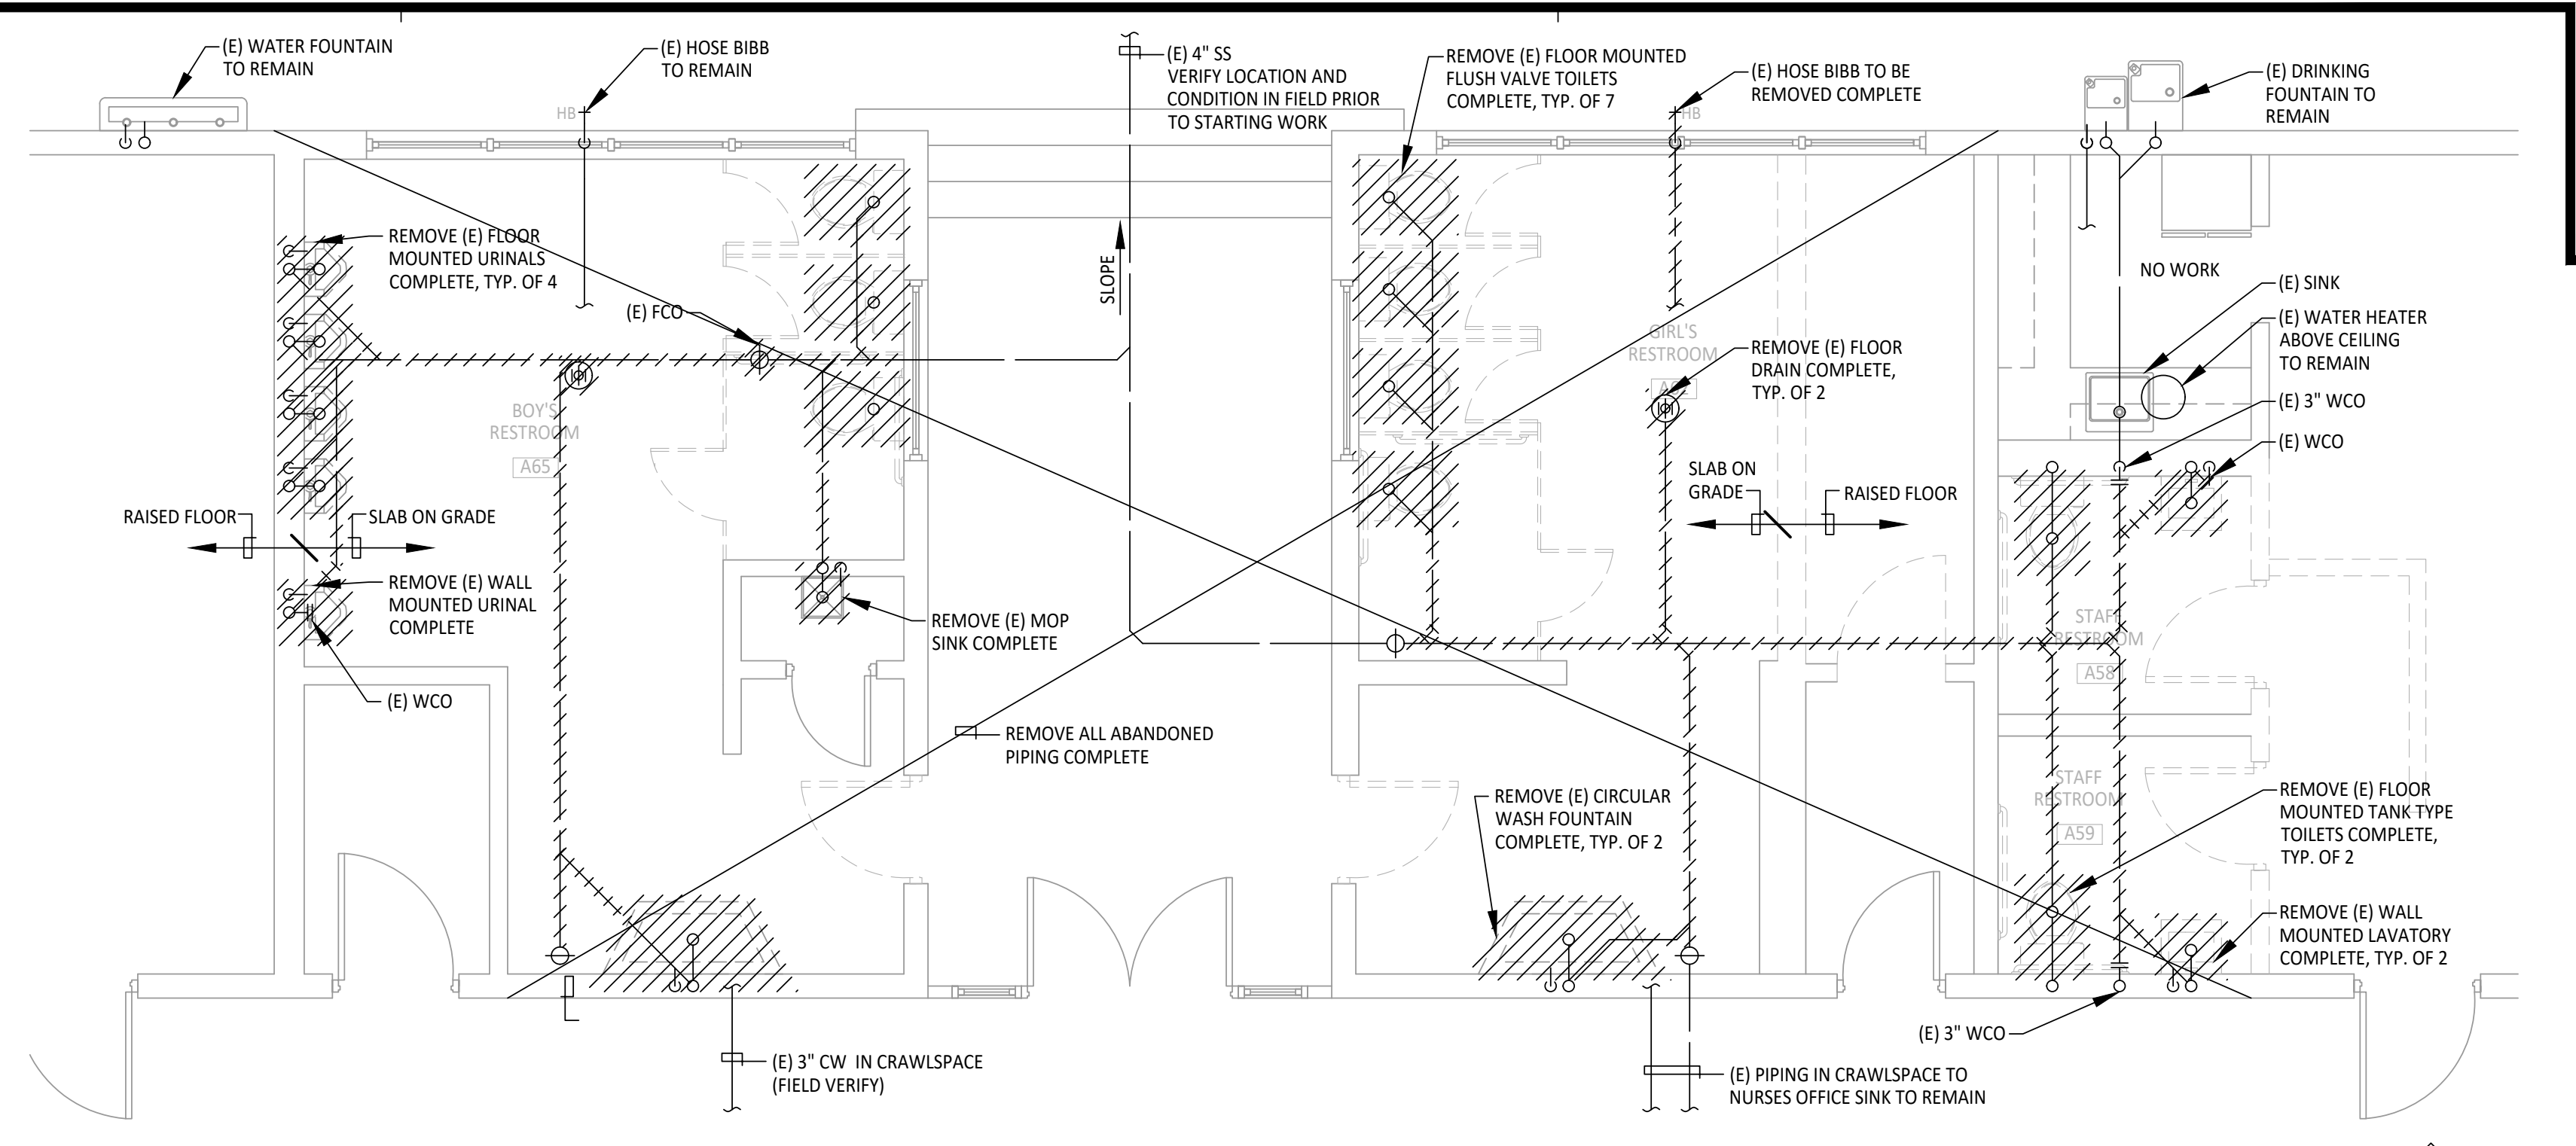 (E) WATER FOUNTAIN
TO REMAIN
(E) HOSE BIBB
TO REMAIN
HB
(E) 4" SS
VERIFY LOCATION AND
CONDITION IN FIELD PRIOR
TO STARTING WORK
REMOVE (E) FLOOR MOUNTED
FLUSH VALVE TOILETS
COMPLETE, TYP. OF 7
(E) HOSE BIBB TO BE
REMOVED COMPLETE
HB
(E) DRINKING
FOUNTAIN TO
REMAIN
REMOVE (E) FLOOR
MOUNTED URINALS
COMPLETE, TYP. OF 4
(E) FCO
SLOPE
NO WORK
(E) SINK
(E) WATER HEATER
ABOVE CEILING
TO REMAIN
GIRL'S
RESTROOM
REMOVE (E) FLOOR
DRAIN COMPLETE,
TYP. OF 2
(E) 3" WCO
(E) WCO
BOY'S
RESTROOM
A65
SLAB ON
GRADE
RAISED FLOOR
RAISED FLOOR
SLAB ON GRADE
REMOVE (E) WALL
MOUNTED URINAL
COMPLETE
(E) WCO
REMOVE (E) MOP
SINK COMPLETE
STAFF
RESTROOM
A58
REMOVE ALL ABANDONED
PIPING COMPLETE
STAFF
RESTROOM
A59
REMOVE (E) CIRCULAR
WASH FOUNTAIN
COMPLETE, TYP. OF 2
REMOVE (E) FLOOR
MOUNTED TANK TYPE
TOILETS COMPLETE,
TYP. OF 2
REMOVE (E) WALL
MOUNTED LAVATORY
COMPLETE, TYP. OF 2
(E) 3" WCO
(E) 3" CW IN CRAWLSPACE
(FIELD VERIFY)
(E) PIPING IN CRAWLSPACE TO
NURSES OFFICE SINK TO REMAIN